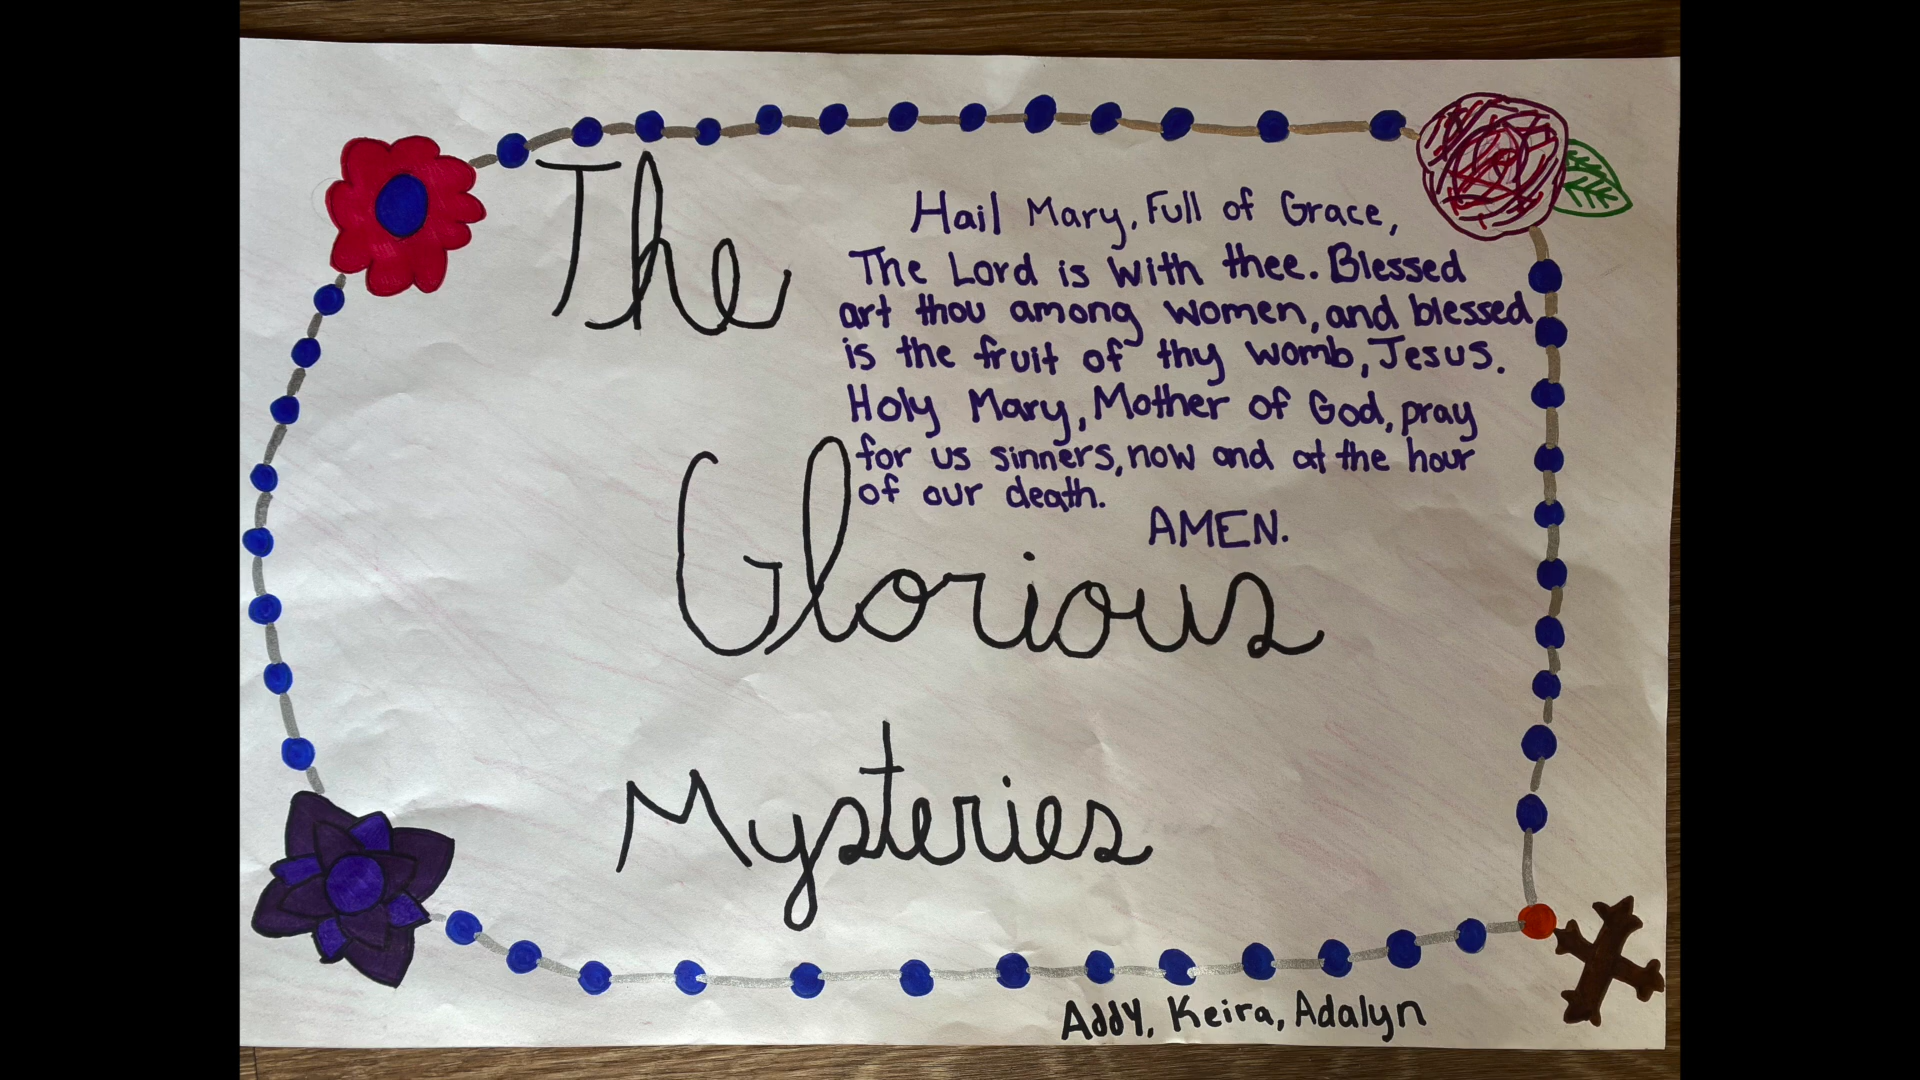 The
Hail Mary, Full of Grace,
The Lord is with thee. Blessed
art thou among women, and blessed
is the fruit of thy womb, Jesus.
Holy Mary, Mother of God, pray
for us sinners, now and at the hour
of our death.
AMEN.
Glorious
Mysteries
Addy, Keira, Adalyn